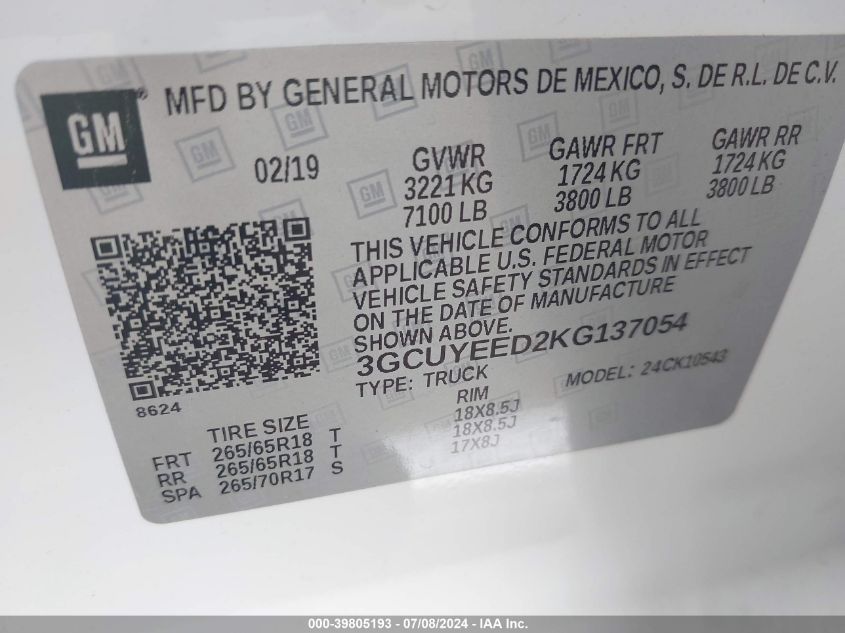 GM® MFD BY GENERAL MOTORS DE MEXICO, S. DE R.L. DE C.V.
02/19
GVWR
3221 KG
7100 LB
GAWR FRT
1724 KG
3800 LB
GAWR RR
1724 KG
3800 LB
THIS VEHICLE CONFORMS TO ALL
APPLICABLE U.S. FEDERAL MOTOR
VEHICLE SAFETY STANDARDS IN EFFECT
ON THE DATE OF MANUFACTURE
SHOWN ABOVE.
3GCUYEED2KG137054
TYPE: TRUCK MODEL: 24CK10543
8624
TIRE SIZE RIM
FRT 265/65R18 T 18X8.5J
RR 265/65R18 T 18X8.5J
SPA 265/70R17 S 17X8J
000-39805193 - 07/08/2024 - IAA Inc.